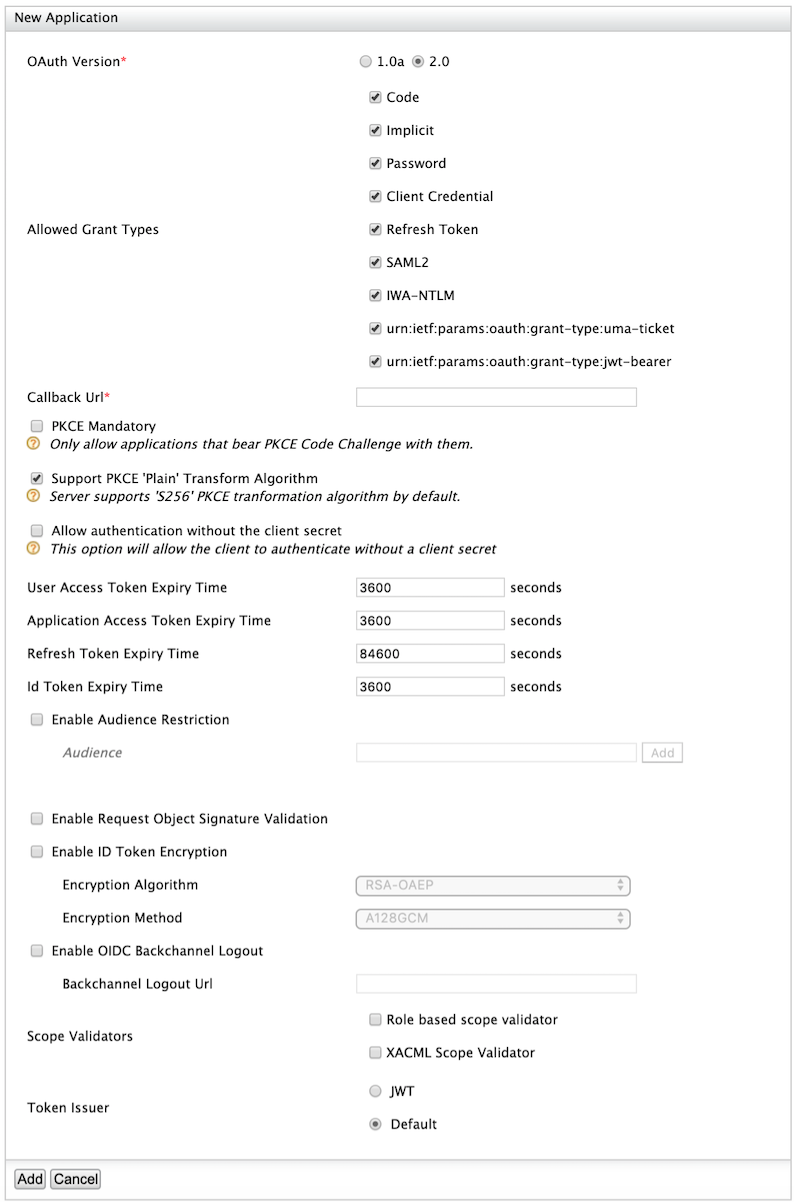 New Application
OAuth Version*
1.0a 2.0
Code
Implicit
Password
Client Credential
Allowed Grant Types
Refresh Token
SAML2
IWA-NTLM
urn:ietf:params:oauth:grant-type:uma-ticket
urn:ietf:params:oauth:grant-type:jwt-bearer
Callback Url*
PKCE Mandatory
? Only allow applications that bear PKCE Code Challenge with them.
Support PKCE 'Plain' Transform Algorithm
? Server supports 'S256' PKCE tranformation algorithm by default.
Allow authentication without the client secret
? This option will allow the client to authenticate without a client secret
User Access Token Expiry Time 3600 seconds
Application Access Token Expiry Time 3600 seconds
Refresh Token Expiry Time 84600 seconds
Id Token Expiry Time 3600 seconds
Enable Audience Restriction
Audience Add
Enable Request Object Signature Validation
Enable ID Token Encryption
Encryption Algorithm RSA-OAEP
Encryption Method A128GCM
Enable OIDC Backchannel Logout
Backchannel Logout Url
Scope Validators
Role based scope validator
XACML Scope Validator
Token Issuer
JWT
Default
Add Cancel